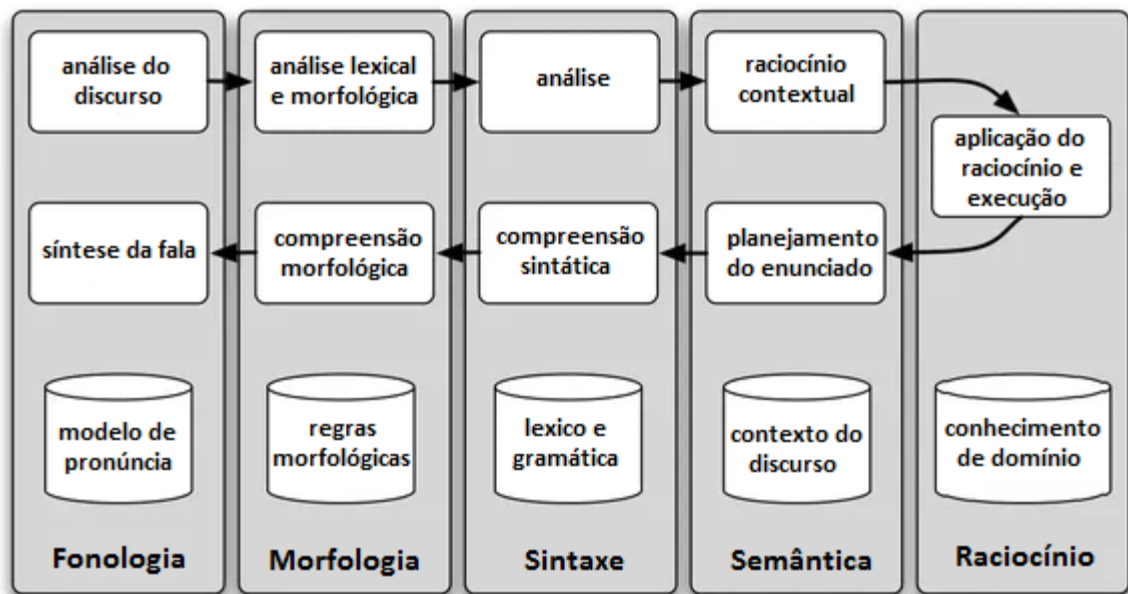 análise do
discurso
análise lexical
e morfológica
análise
raciocínio
contextual
aplicação do
raciocínio e
execução
síntese da fala
compreensão
morfológica
compreensão
sintática
planejamento
do enunciado
modelo de
pronúncia
regras
morfológicas
lexico e
gramática
contexto do
discurso
conhecimento
de domínio
Fonologia
Morfologia
Sintaxe
Semântica
Raciocínio